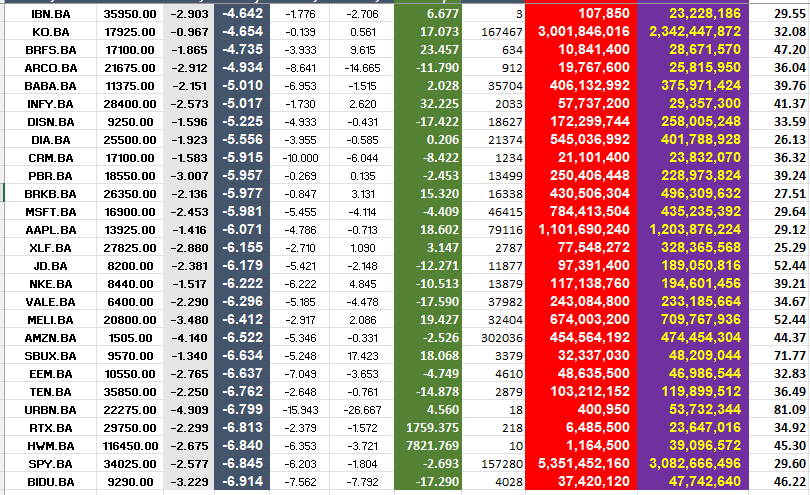 IBN.BA 35950.00 -2.903 -4.642 -1.776 -2.706 6.677 3 107,850 23,228,186 29.55
KO.BA 17925.00 -0.967 -4.654 -0.139 0.561 17.073 167467 3,001,846,016 2,342,447,872 32.08
BRFS.BA 17100.00 -1.865 -4.735 -3.933 9.615 23.457 634 10,841,400 28,671,570 47.20
ARCO.BA 21675.00 -2.912 -4.934 -8.641 -14.665 -11.790 912 19,767,600 25,815,950 36.04
BABA.BA 11375.00 -2.151 -5.010 -6.953 -1.515 2.028 35704 406,132,992 375,971,424 39.76
INFY.BA 28400.00 -2.573 -5.017 -1.730 2.620 32.225 2033 57,737,200 29,357,300 41.37
DISN.BA 9250.00 -1.596 -5.225 -4.933 -0.431 -17.422 18627 172,299,744 258,005,248 33.59
DIA.BA 25500.00 -1.923 -5.556 -3.955 -0.585 0.206 21374 545,036,992 401,788,928 26.13
CRM.BA 17100.00 -1.583 -5.915 -10.000 -6.044 -8.422 1234 21,101,400 23,832,070 36.32
PBR.BA 18550.00 -3.007 -5.957 -0.269 0.135 -2.453 13499 250,406,448 228,973,824 39.24
BRKB.BA 26350.00 -2.136 -5.977 -0.847 3.131 15.320 16338 430,506,304 496,309,632 27.51
MSFT.BA 16900.00 -2.453 -5.981 -5.455 -4.114 -4.409 46415 784,413,504 435,235,392 29.64
AAPL.BA 13925.00 -1.416 -6.071 -4.786 -0.713 18.602 79116 1,101,690,240 1,203,876,224 29.12
XLF.BA 27825.00 -2.880 -6.155 -2.710 1.090 3.147 2787 77,548,272 328,365,568 25.29
JD.BA 8200.00 -2.381 -6.179 -5.421 -2.148 -12.271 11877 97,391,400 189,050,816 52.44
NKE.BA 8440.00 -1.517 -6.222 -6.222 4.845 -10.513 13879 117,138,760 194,601,456 39.21
VALE.BA 6400.00 -2.290 -6.296 -5.185 -4.478 -17.590 37982 243,084,800 233,185,664 34.67
MELI.BA 20800.00 -3.480 -6.412 -2.917 2.086 19.427 32404 674,003,200 709,767,936 52.44
AMZN.BA 1505.00 -4.140 -6.522 -5.346 -0.331 -2.526 302036 454,564,192 474,454,304 44.37
SBUX.BA 9570.00 -1.340 -6.634 -5.248 17.423 18.068 3379 32,337,030 48,209,044 71.77
EEM.BA 10550.00 -2.765 -6.637 -7.049 -3.653 -4.749 4610 48,635,500 46,986,544 32.83
TEN.BA 35850.00 -2.250 -6.762 -2.648 -0.761 -14.878 2879 103,212,152 119,899,512 36.49
URBN.BA 22275.00 -4.909 -6.799 -15.943 -26.667 4.560 18 400,950 53,732,344 81.09
RTX.BA 29750.00 -2.299 -6.813 -2.379 -1.572 1759.375 218 6,485,500 23,647,016 34.92
HWM.BA 116450.00 -2.675 -6.840 -6.353 -3.721 7821.769 10 1,164,500 39,096,572 45.30
SPY.BA 34025.00 -2.577 -6.845 -6.203 -1.804 -2.693 157280 5,351,452,160 3,082,666,496 29.60
BIDU.BA 9290.00 -3.229 -6.914 -7.562 -7.792 -17.290 4028 37,420,120 47,742,640 46.22